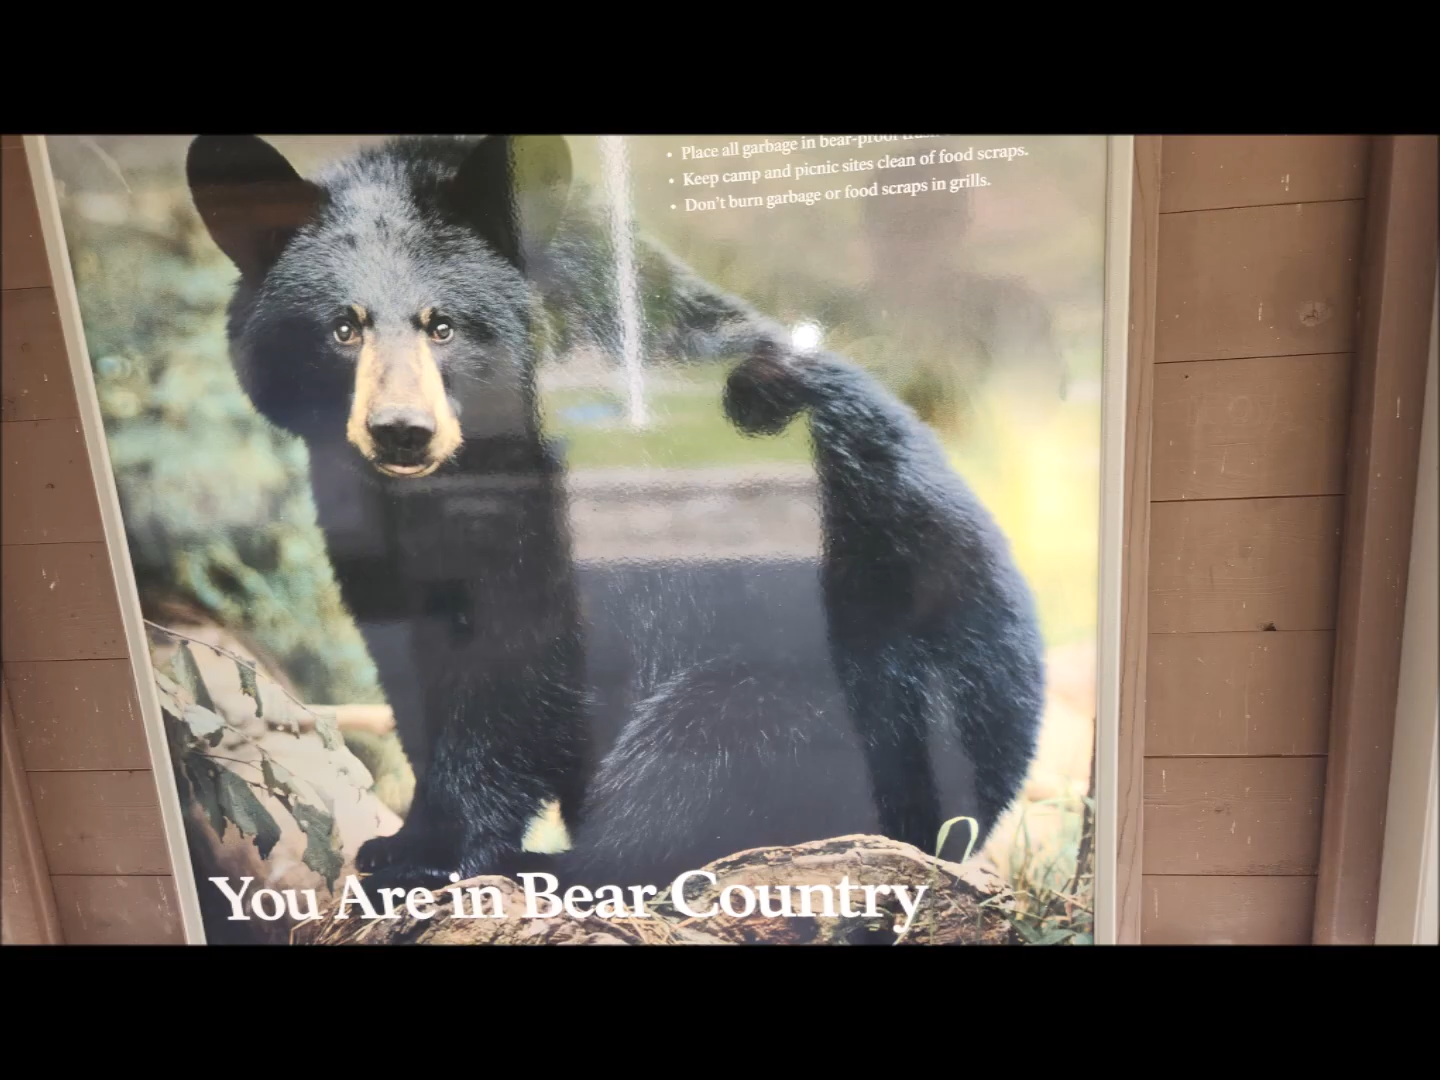 • Place all garbage in bear-proof
• Keep camp and picnic sites clean of food scraps.
• Don't burn garbage or food scraps in grills.
You Are in Bear Country